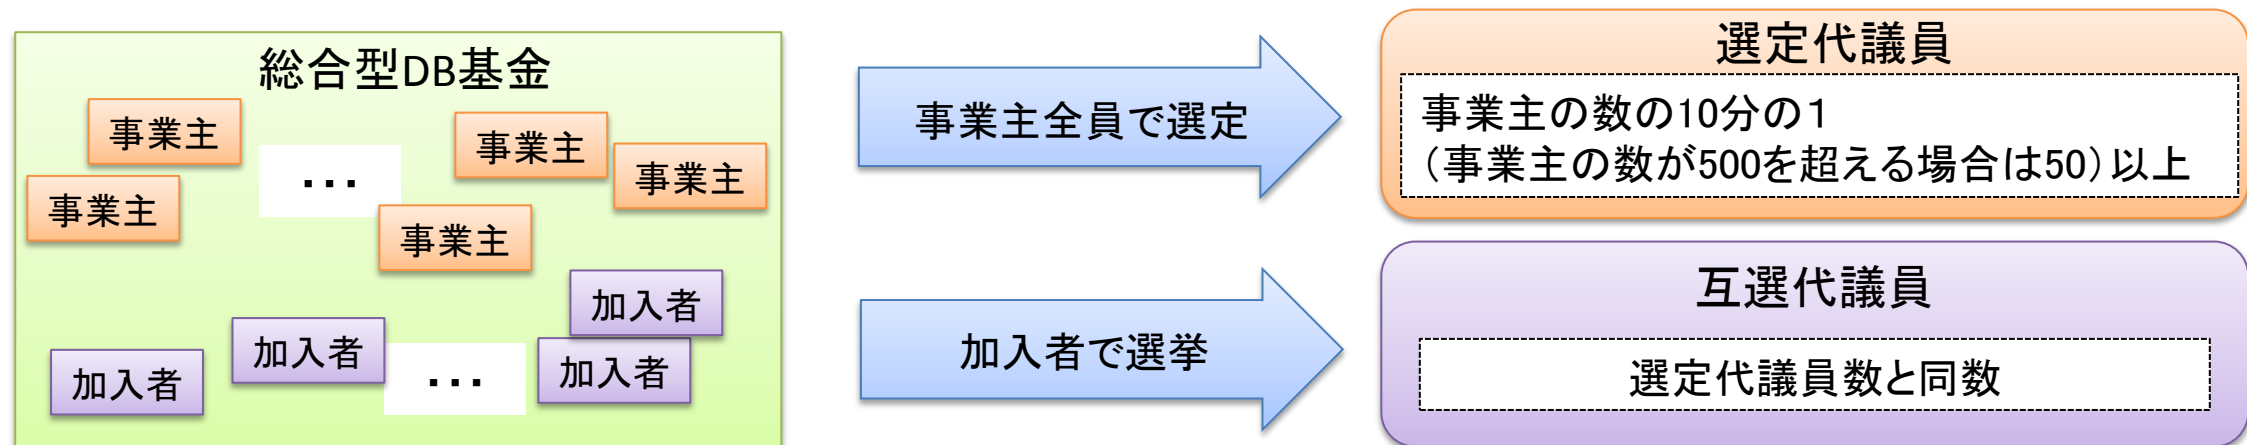 総合型DB基金
事業主
事業主
事業主
事業主
・・・
事業主
加入者
加入者
加入者
加入者
・・・
事業主全員で選定
加入者で選挙
選定代議員
事業主の数の10分の1
（事業主の数が500を超える場合は50）以上
互選代議員
選定代議員数と同数